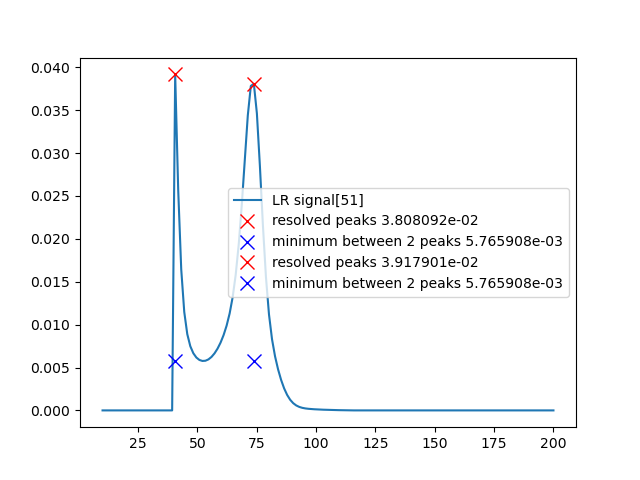 0.040
0.035
0.030
0.025
0.020
0.015
0.010
0.005
0.000
LR signal[51]
resolved peaks 3.808092e-02
minimum between 2 peaks 5.765908e-03
resolved peaks 3.917901e-02
minimum between 2 peaks 5.765908e-03
25 50 75 100 125 150 175 200